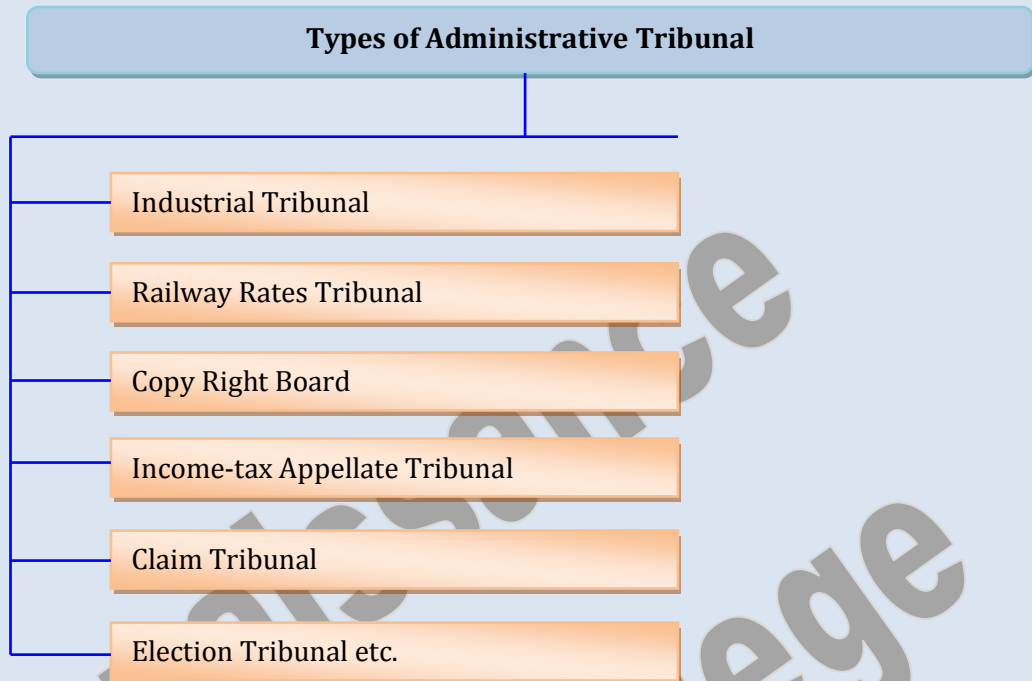 Types of Administrative Tribunal
Industrial Tribunal
Railway Rates Tribunal
Copy Right Board
Income-tax Appellate Tribunal
Claim Tribunal
Election Tribunal etc.